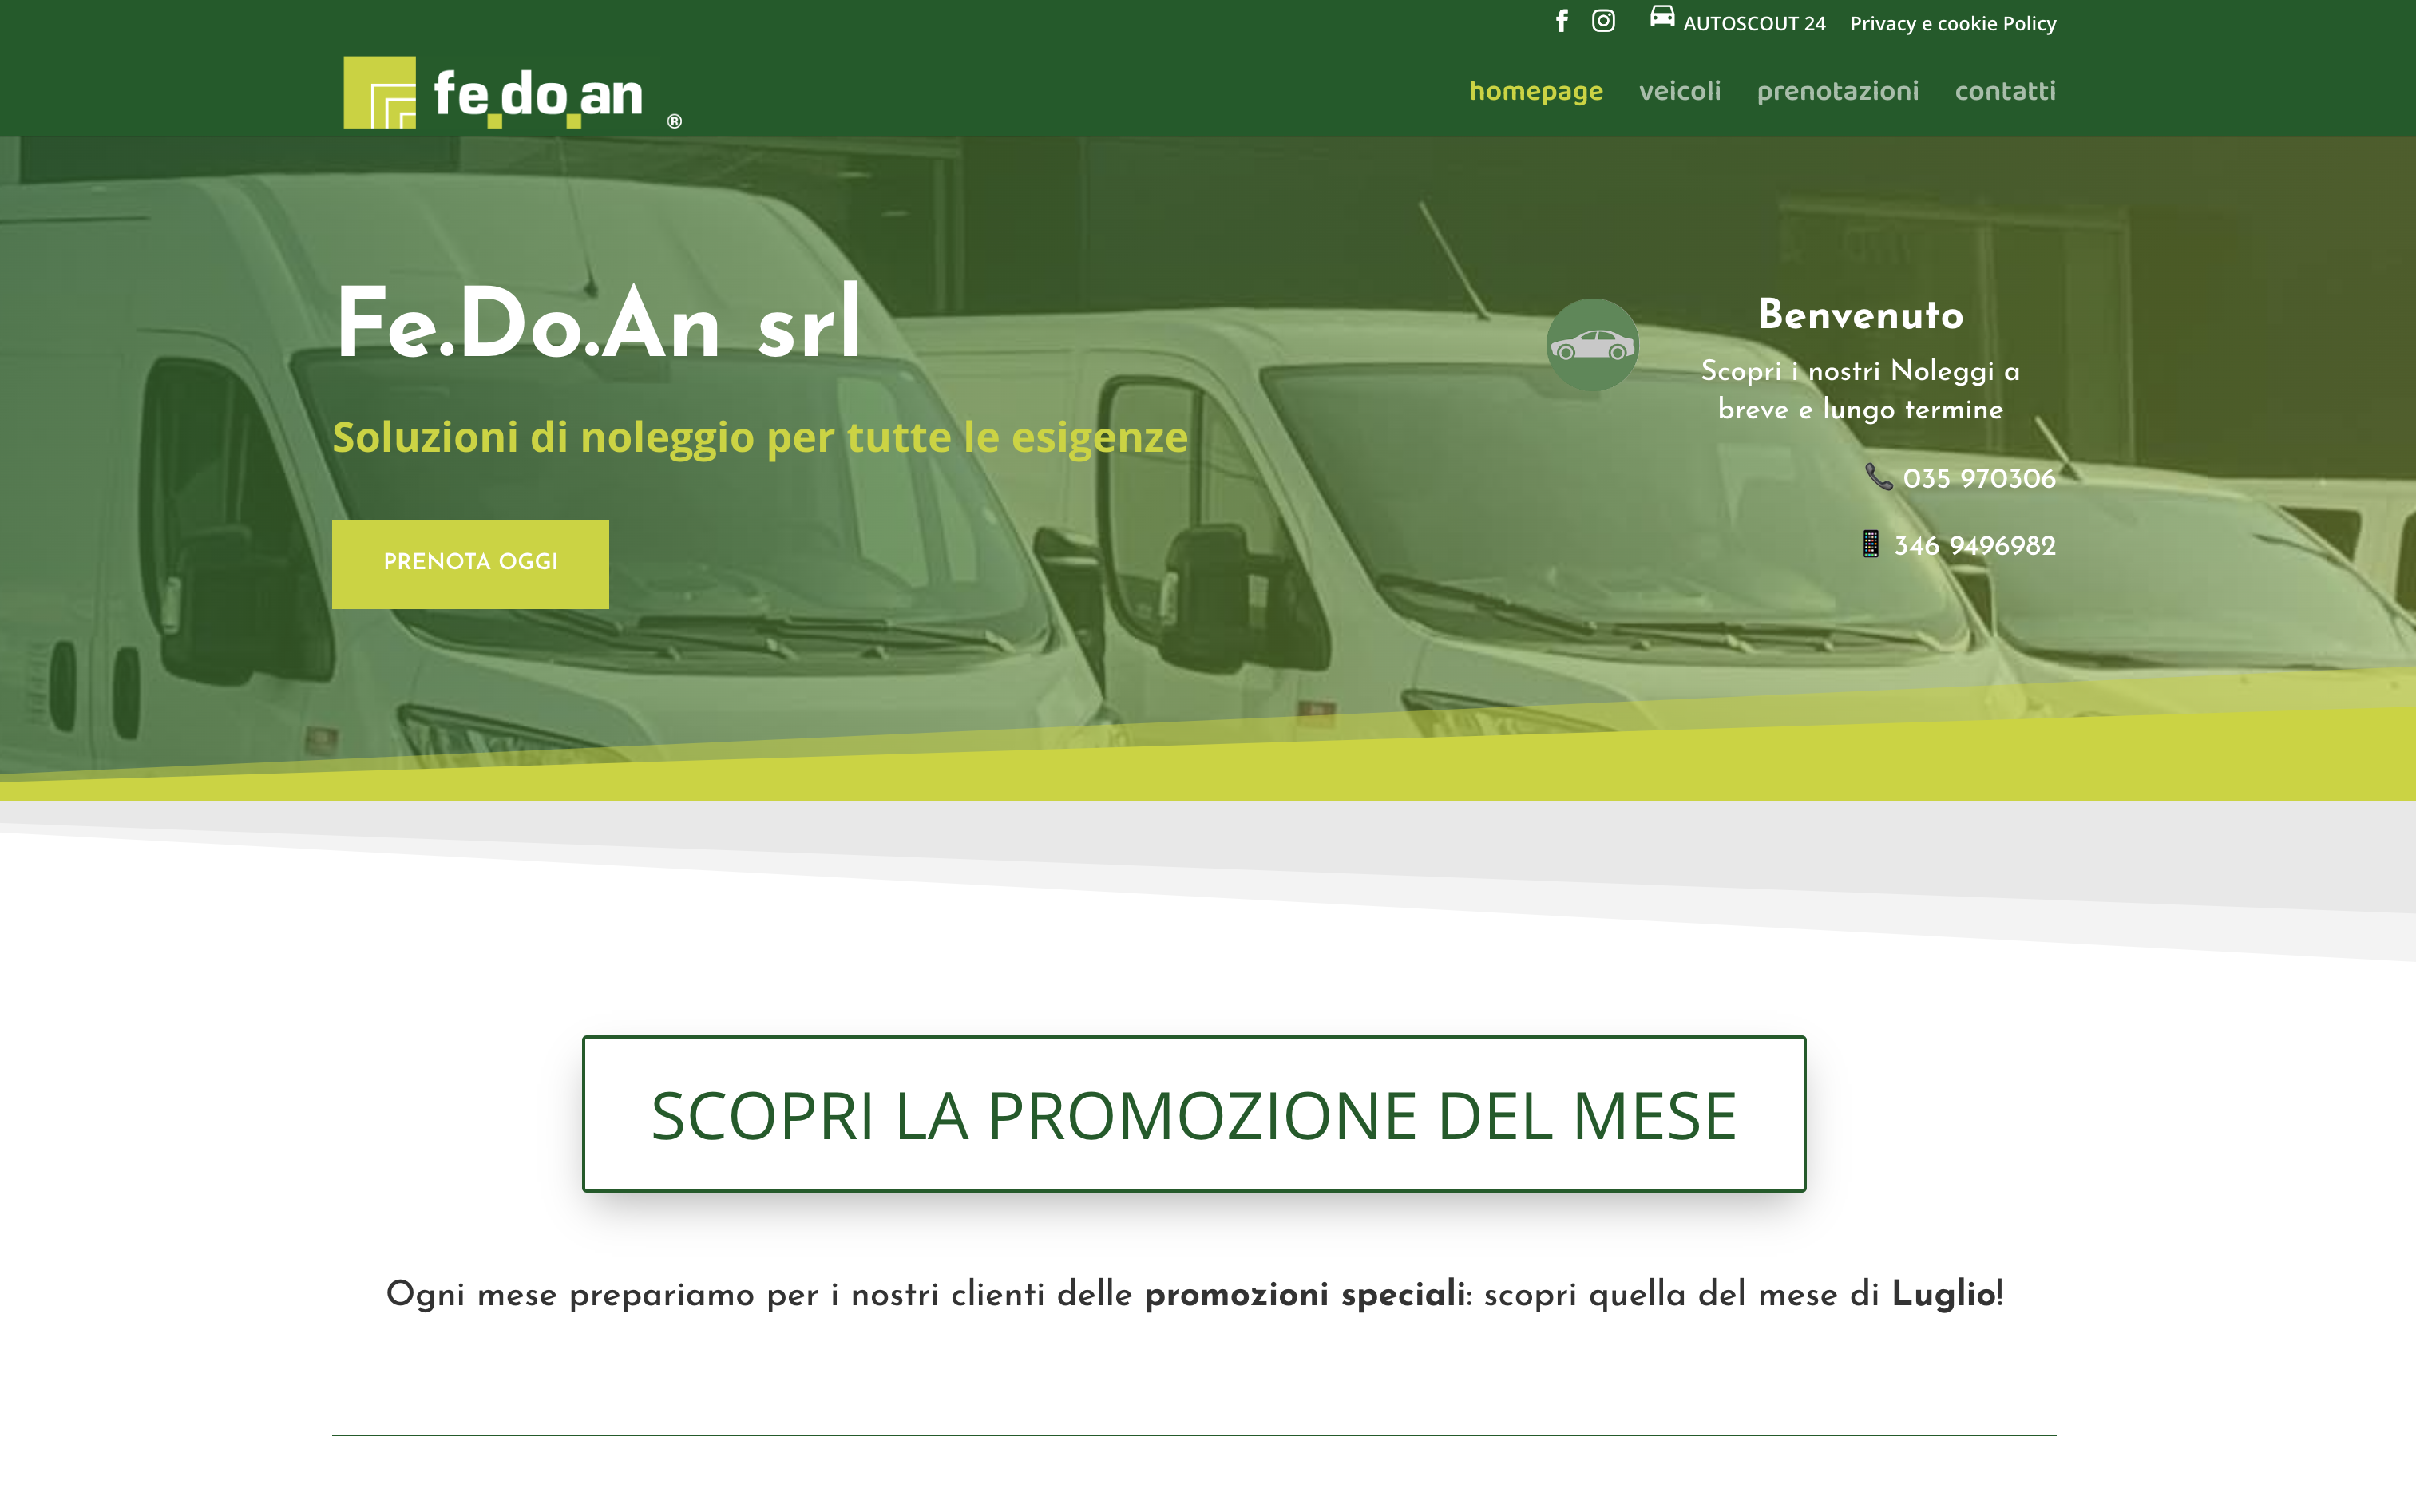 AUTOSCOUT 24 Privacy e cookie Policy
fe.do.an ®
homepage veicoli prenotazioni contatti
Fe.Do.An srl
Soluzioni di noleggio per tutte le esigenze
PRENOTA OGGI
Benvenuto
Scopri i nostri Noleggi a
breve e lungo termine
📞 035 970306
📱 346 9496982
SCOPRI LA PROMOZIONE DEL MESE
Ogni mese prepariamo per i nostri clienti delle promozioni speciali: scopri quella del mese di Luglio!